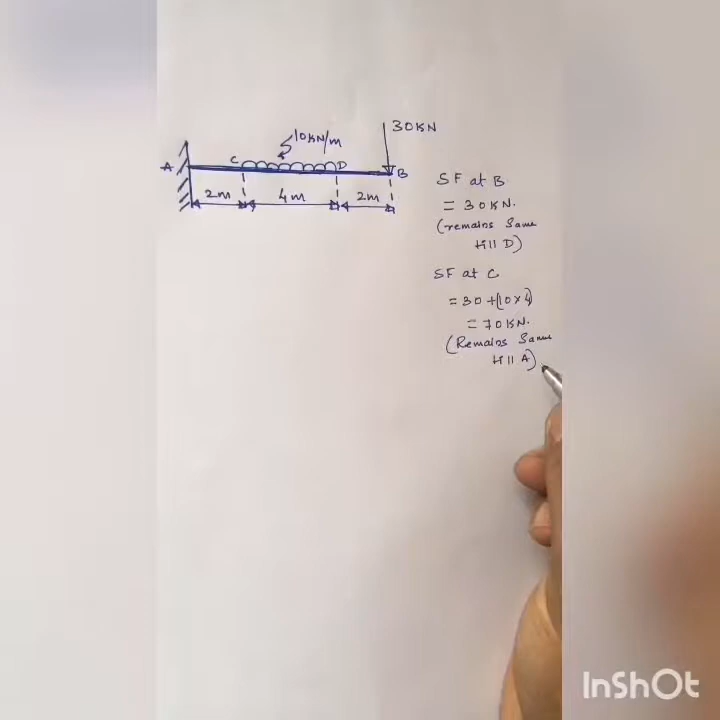 10KN/m
30KN
A
C
D
B
2m
4m
2m
SF at B
= 30KN.
(remains Same
till D)
SF at C
= 30+(10×4)
= 70KN.
(Remains Same
till A)
InShOt